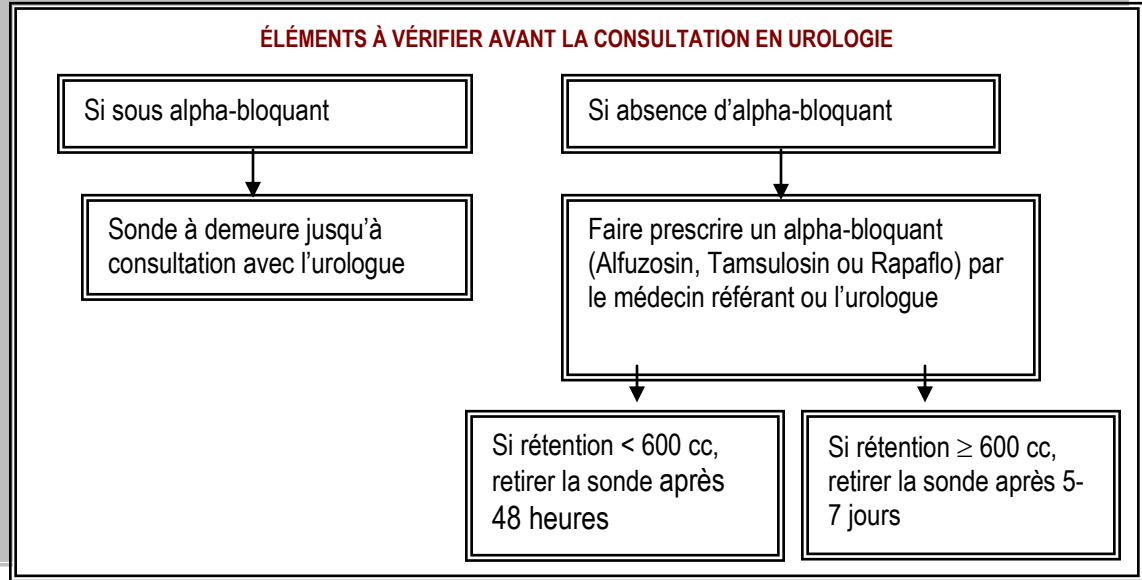 ÉLÉMENTS À VÉRIFIER AVANT LA CONSULTATION EN UROLOGIE
Si sous alpha-bloquant
Sonde à demeure jusqu'à
consultation avec l'urologue
Si absence d'alpha-bloquant
Faire prescrire un alpha-bloquant
(Alfuzosin, Tamsulosin ou Rapaflo) par
le médecin référant ou l'urologue
Si rétention < 600 cc,
retirer la sonde après
48 heures
Si rétention ≥ 600 cc,
retirer la sonde après 5-
7 jours